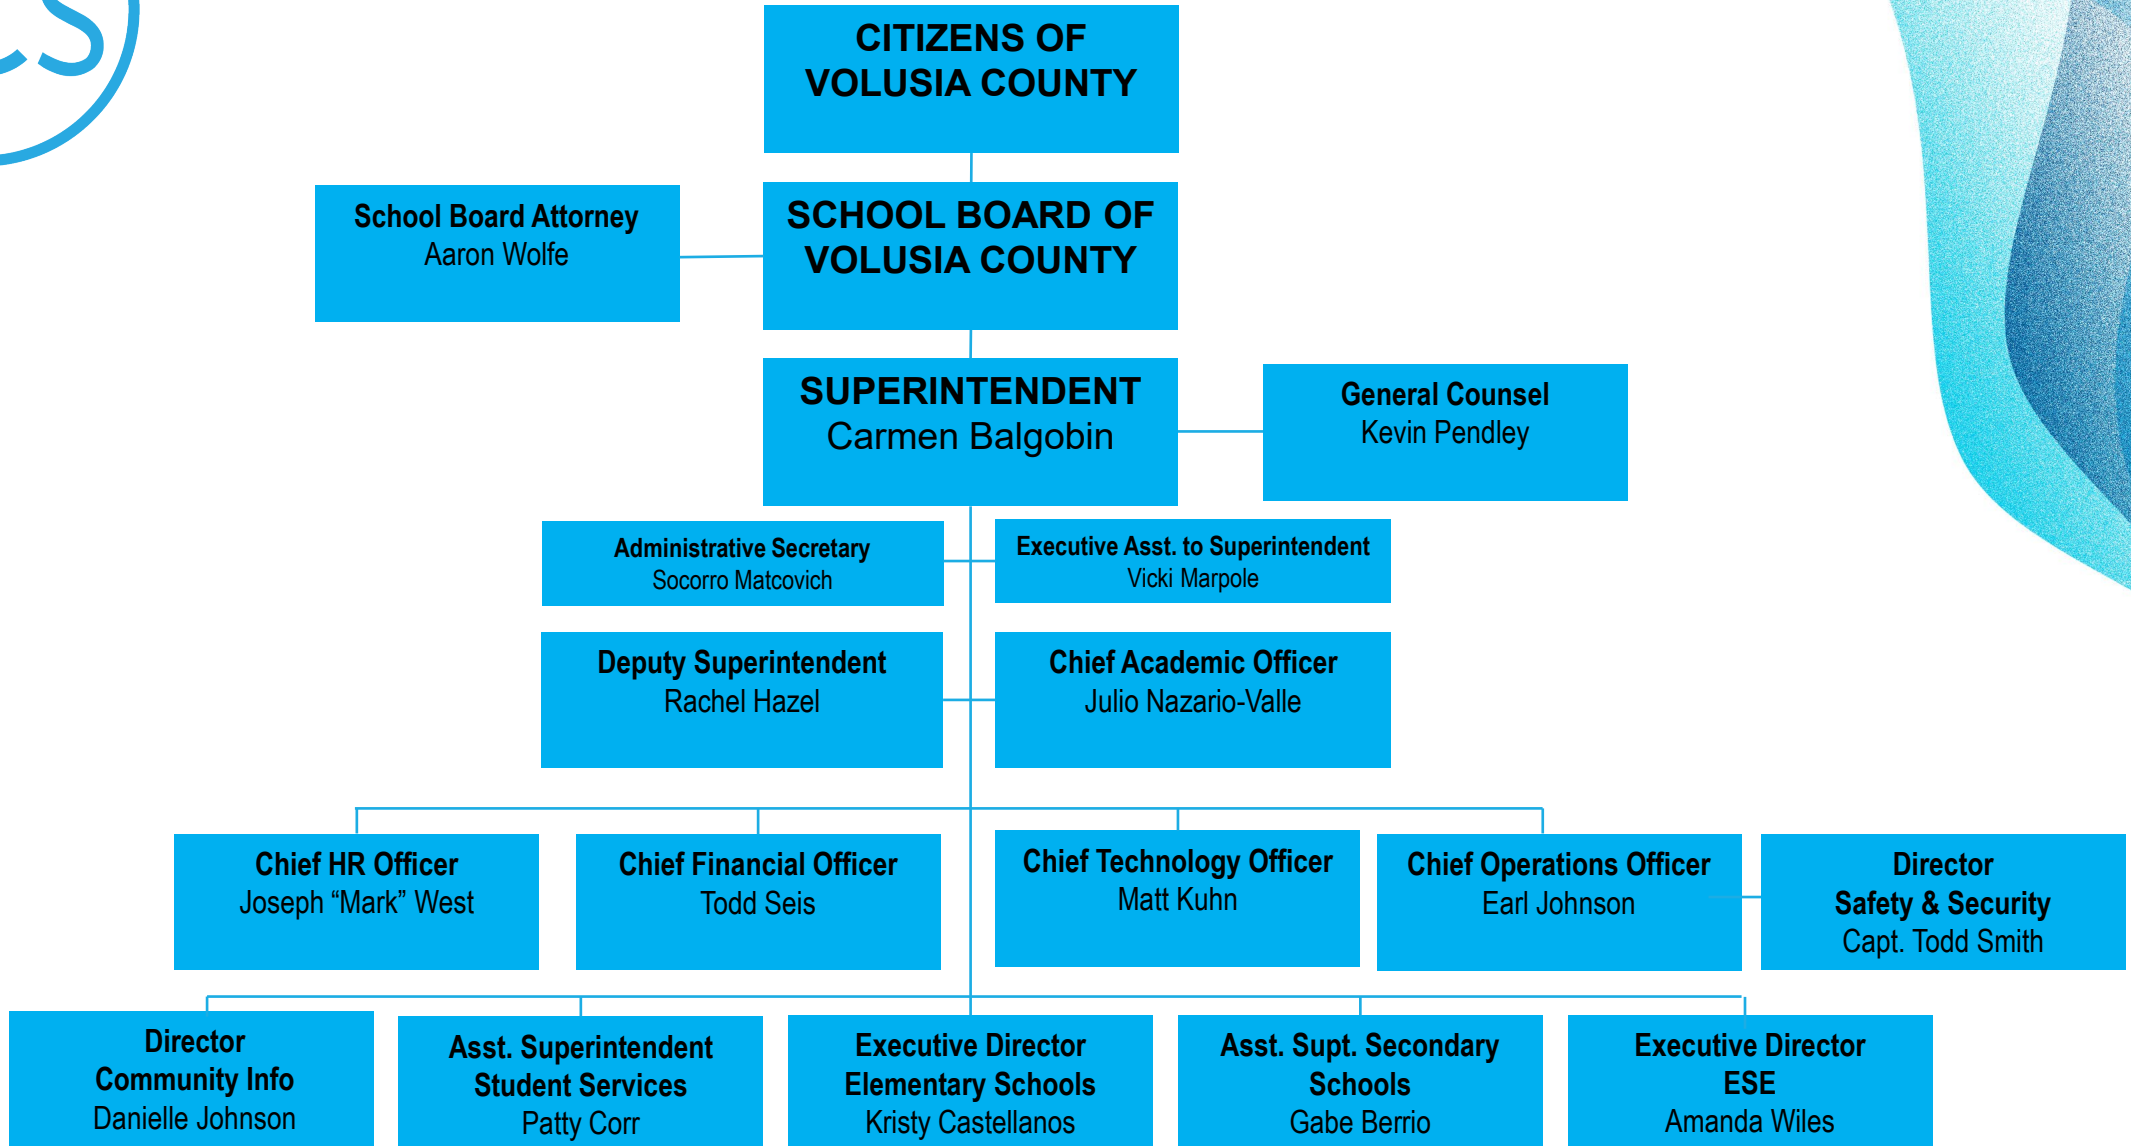 CITIZENS OF
VOLUSIA COUNTY
School Board Attorney
Aaron Wolfe
SCHOOL BOARD OF
VOLUSIA COUNTY
SUPERINTENDENT
Carmen Balgobin
General Counsel
Kevin Pendley
Administrative Secretary
Socorro Matcovich
Executive Asst. to Superintendent
Vicki Marpole
Deputy Superintendent
Rachel Hazel
Chief Academic Officer
Julio Nazario-Valle
Chief HR Officer
Joseph “Mark” West
Chief Financial Officer
Todd Seis
Chief Technology Officer
Matt Kuhn
Chief Operations Officer
Earl Johnson
Director
Safety & Security
Capt. Todd Smith
Director
Community Info
Danielle Johnson
Asst. Superintendent
Student Services
Patty Corr
Executive Director
Elementary Schools
Kristy Castellanos
Asst. Supt. Secondary
Schools
Gabe Berrio
Executive Director
ESE
Amanda Wiles